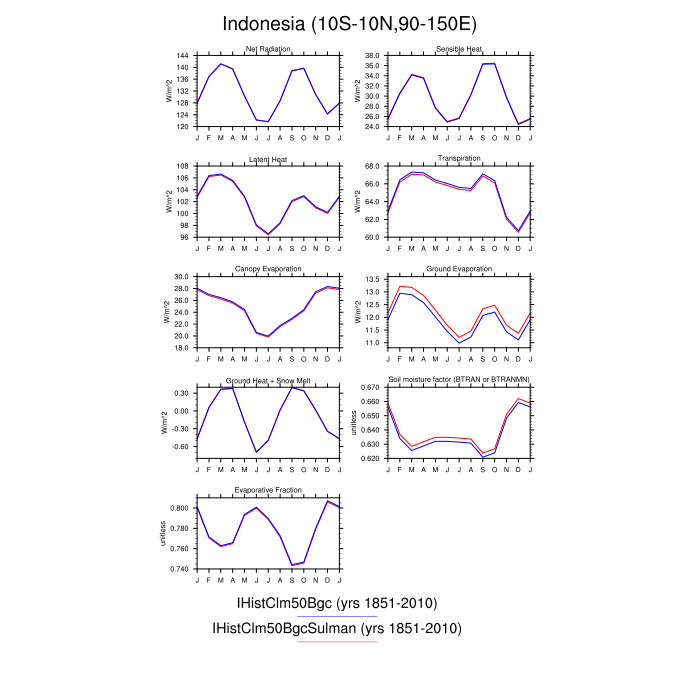 Indonesia (10S-10N,90-150E)
Net Radiation
Sensible Heat
W/m^2
144
140
136
132
128
124
120
J F M A M J J A S O N D J
W/m^2
38.0
36.0
34.0
32.0
30.0
28.0
26.0
24.0
J F M A M J J A S O N D J
Latent Heat
Transpiration
W/m^2
108
106
104
102
100
98
96
J F M A M J J A S O N D J
W/m^2
68.0
66.0
64.0
62.0
60.0
J F M A M J J A S O N D J
Canopy Evaporation
Ground Evaporation
W/m^2
30.0
28.0
26.0
24.0
22.0
20.0
18.0
J F M A M J J A S O N D J
W/m^2
13.5
13.0
12.5
12.0
11.5
11.0
J F M A M J J A S O N D J
Ground Heat + Snow Melt
Soil moisture factor (BTRAN or BTRANMN)
W/m^2
0.30
0.00
-0.30
-0.60
J F M A M J J A S O N D J
unitless
0.670
0.660
0.650
0.640
0.630
0.620
J F M A M J J A S O N D J
Evaporative Fraction
unitless
0.800
0.780
0.760
0.740
J F M A M J J A S O N D J
IHistClm50Bgc (yrs 1851-2010)
IHistClm50BgcSulman (yrs 1851-2010)